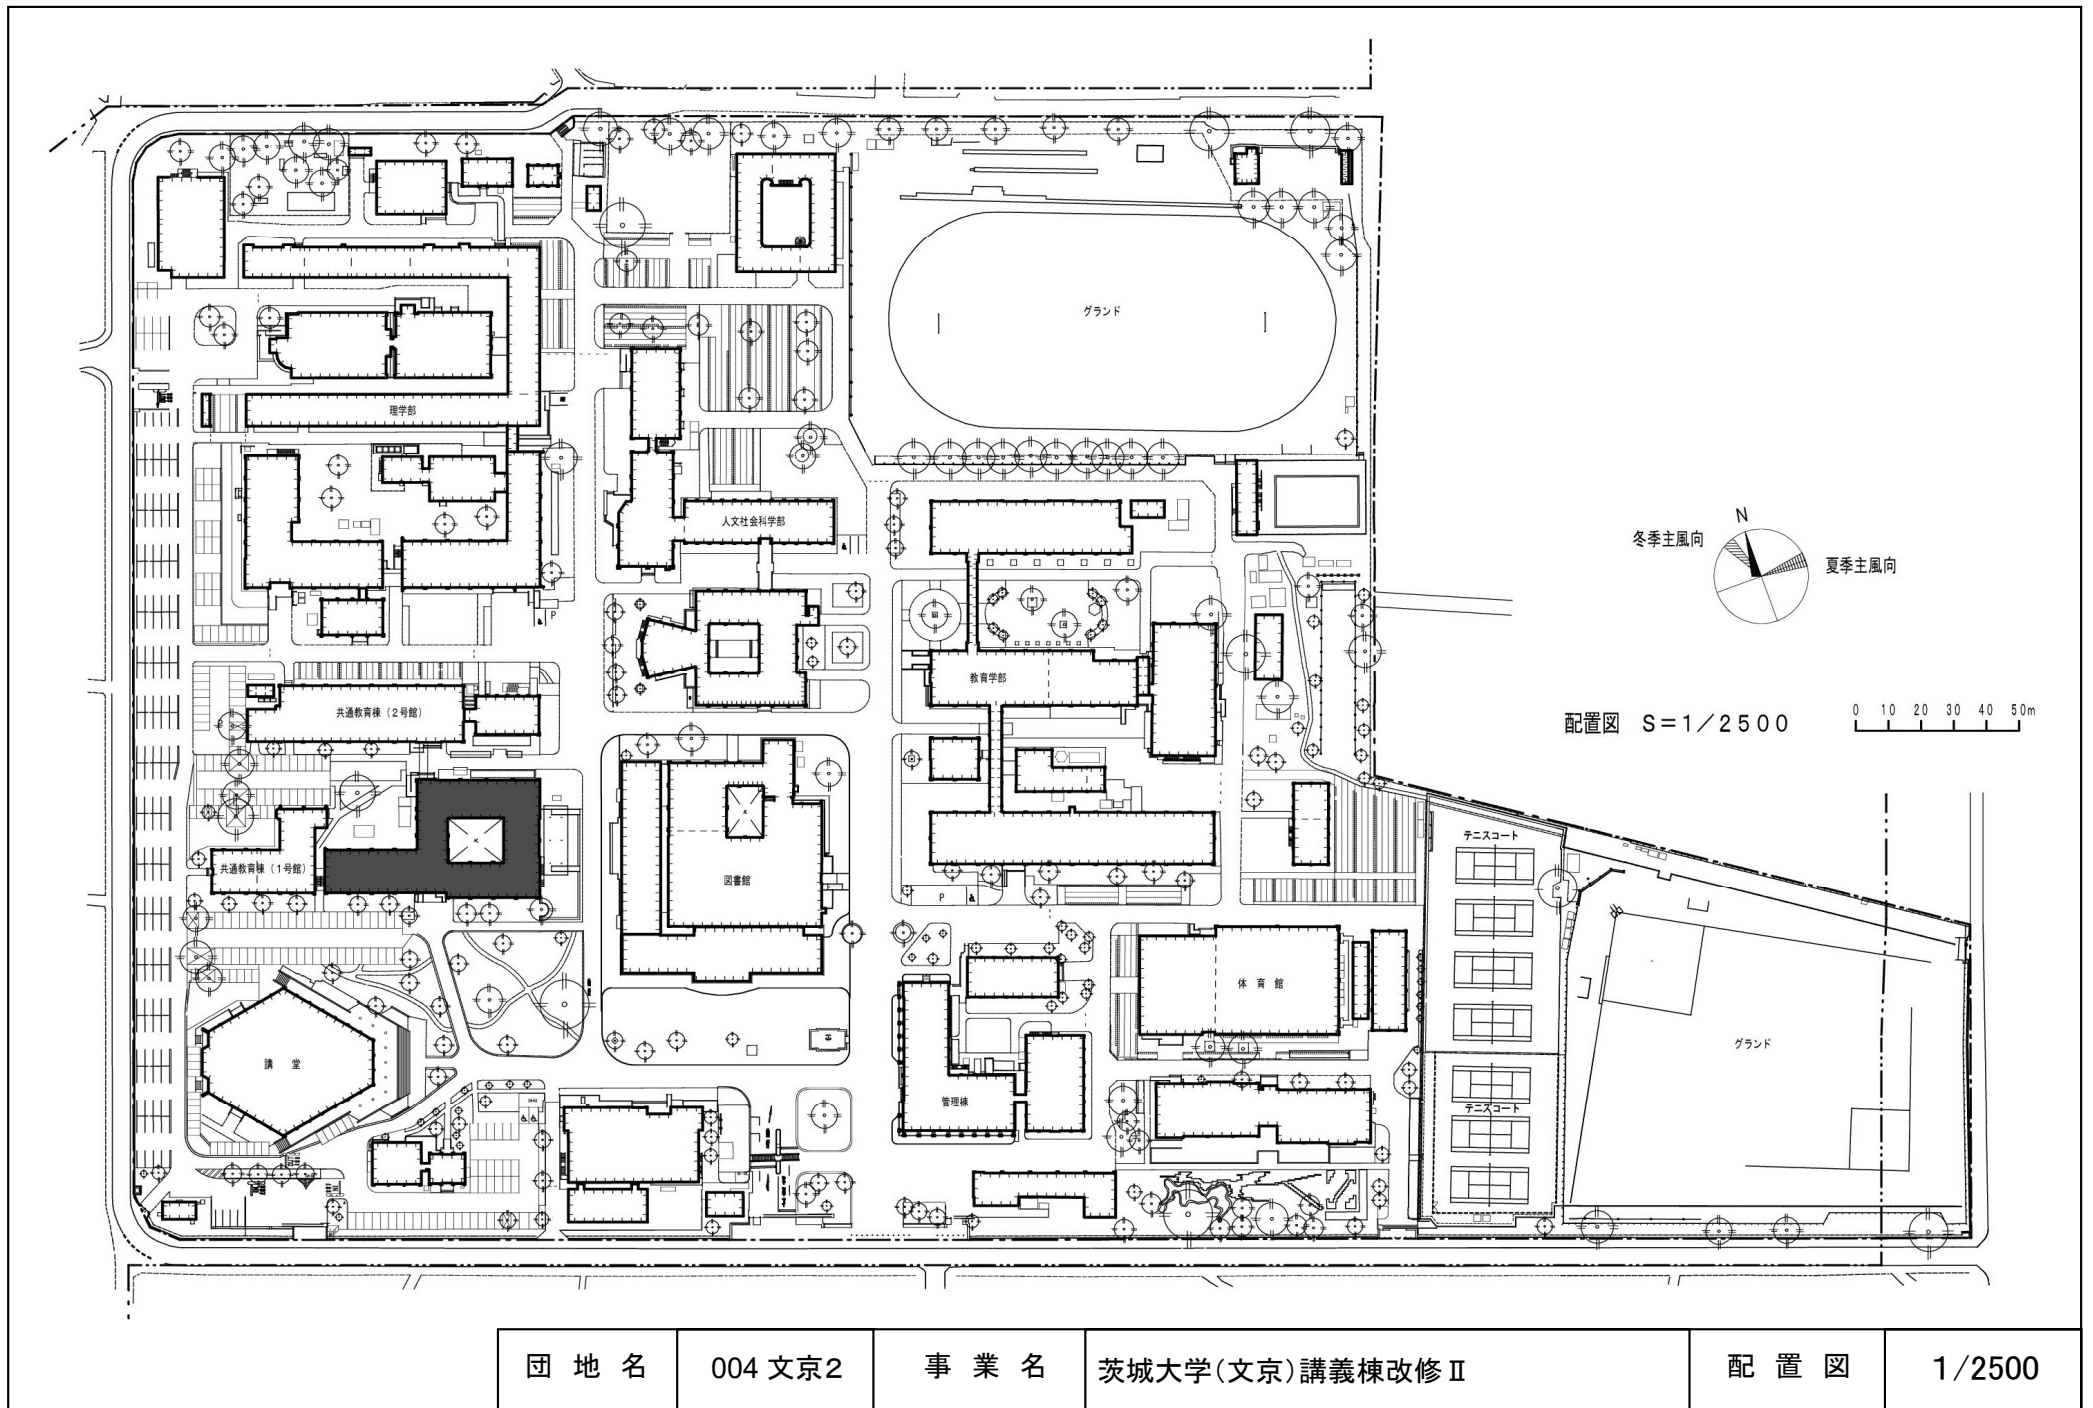 グランド
理学部
人文社会科学部
N
冬季主風向
夏季主風向
P
教育学部
共通教育棟（2号館）
配置図 S＝1／2500
0 10 20 30 40 50m
テニスコート
共通教育棟（1号館）
図書館
P
体育館
講堂
グランド
管理棟
テニスコート
団地名
004 文京2
事業名
茨城大学（文京）講義棟改修Ⅱ
配置図
1/2500